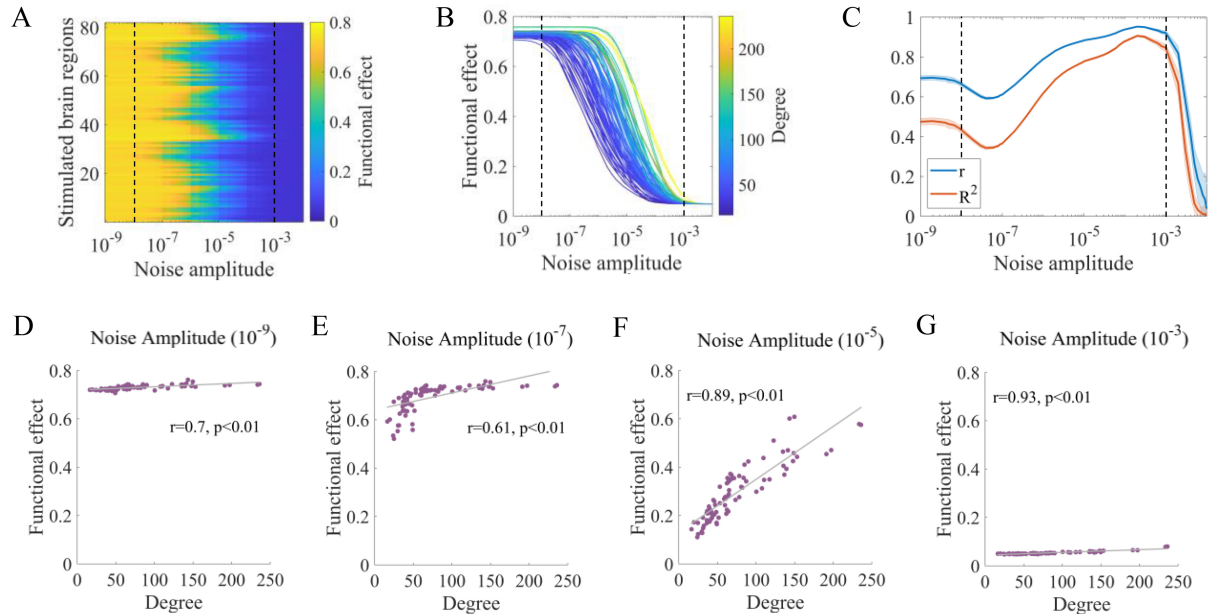 A
B
C
80
60
40
20
Stimulated brain regions
10^-9
10^-7
10^-5
10^-3
Noise amplitude
0.8
0.6
0.4
0.2
0
Functional effect
0.8
0.6
0.4
0.2
0
Functional effect
10^-9
10^-7
10^-5
10^-3
Noise amplitude
200
150
100
50
Degree
1
0.8
0.6
0.4
0.2
0
r
R^2
10^-9
10^-7
10^-5
10^-3
Noise amplitude
D
Noise Amplitude (10^-9)
0.8
0.6
0.4
0.2
0
Functional effect
r=0.7, p<0.01
0 50 100 150 200 250
Degree
E
Noise Amplitude (10^-7)
0.8
0.6
0.4
0.2
0
Functional effect
r=0.61, p<0.01
0 50 100 150 200 250
Degree
F
Noise Amplitude (10^-5)
0.8
0.6
0.4
0.2
0
Functional effect
r=0.89, p<0.01
0 50 100 150 200 250
Degree
G
Noise Amplitude (10^-3)
0.8
0.6
0.4
0.2
0
Functional effect
r=0.93, p<0.01
0 50 100 150 200 250
Degree